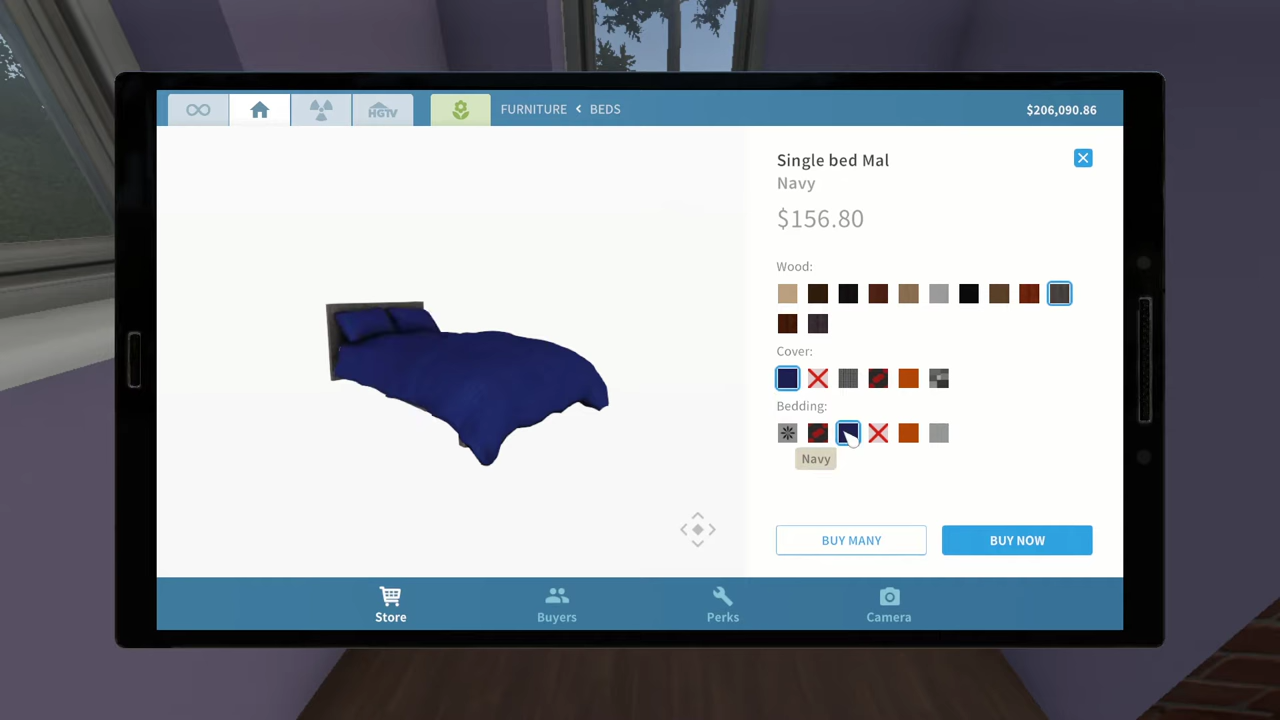 HGTV
FURNITURE < BEDS
$206,090.86
Single bed Mal
Navy
$156.80
Wood:
Cover:
Bedding:
Navy
BUY MANY
BUY NOW
Store
Buyers
Perks
Camera